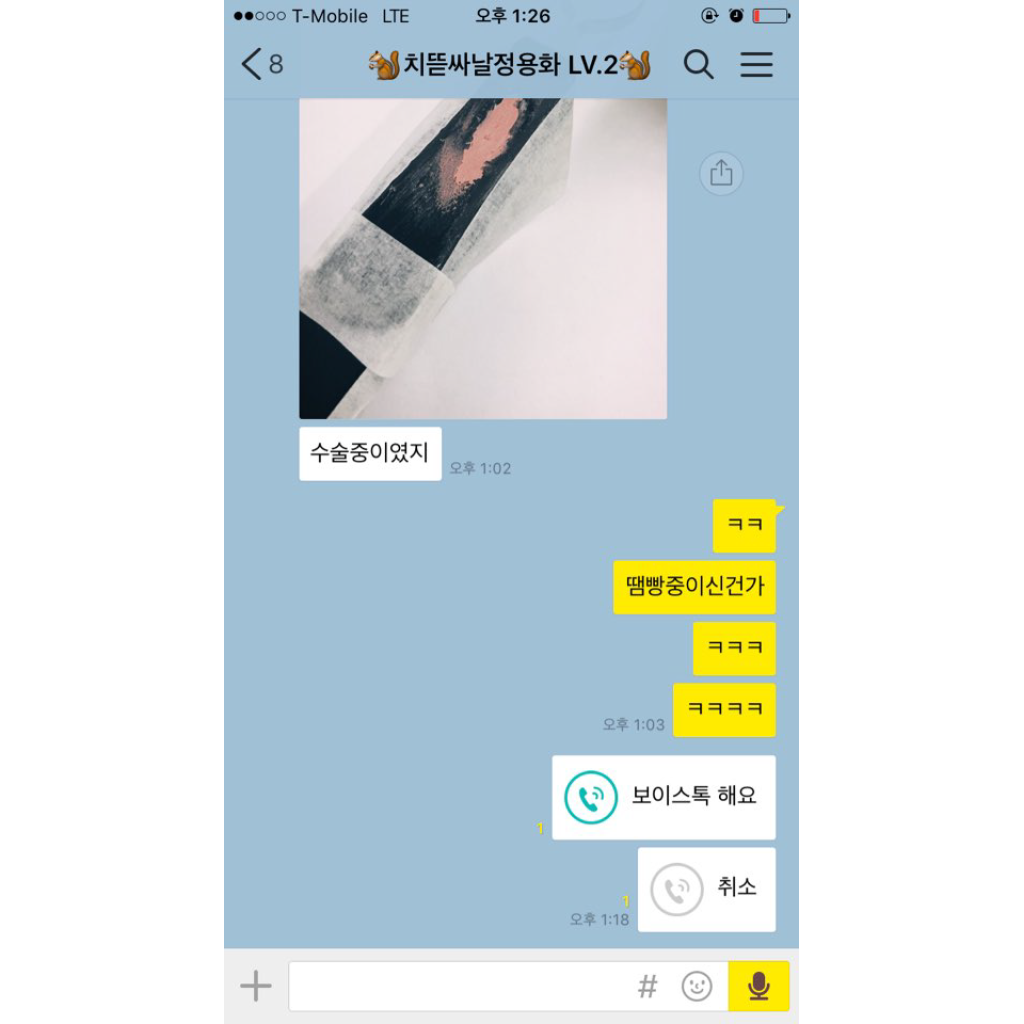 T-Mobile LTE 오후 1:26
8 🐿️치뜯싸날정용화 LV.2🐿️
수술중이였지
오후 1:02
ㅋㅋ
땜빵중이신건가
ㅋㅋㅋ
ㅋㅋㅋㅋ
오후 1:03
보이스톡 해요
1
취소
1
오후 1:18
#